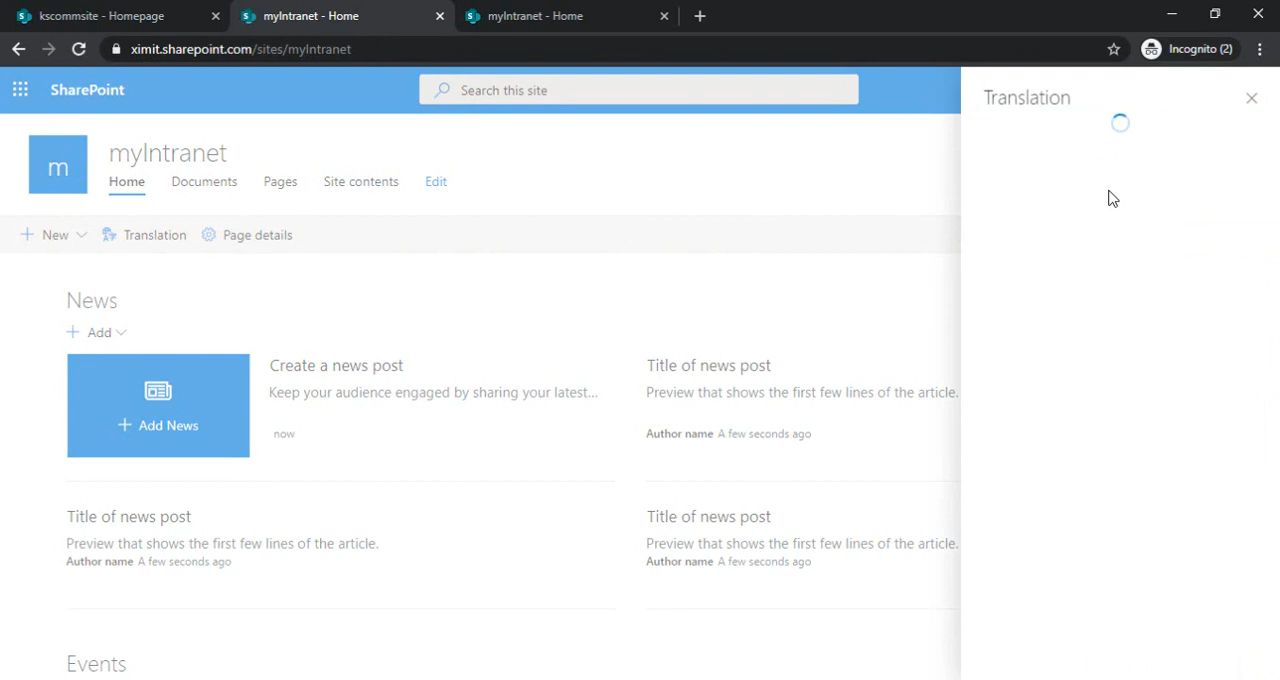 kscommsite - Homepage
myIntranet - Home
myIntranet - Home
ximit.sharepoint.com/sites/myIntranet
Incognito (2)
SharePoint
Search this site
Translation
m
myIntranet
Home Documents Pages Site contents Edit
New Translation Page details
News
Add
Add News
Create a news post
Keep your audience engaged by sharing your latest...
now
Title of news post
Preview that shows the first few lines of the article.
Author name A few seconds ago
Title of news post
Preview that shows the first few lines of the article.
Author name A few seconds ago
Title of news post
Preview that shows the first few lines of the article.
Author name A few seconds ago
Events